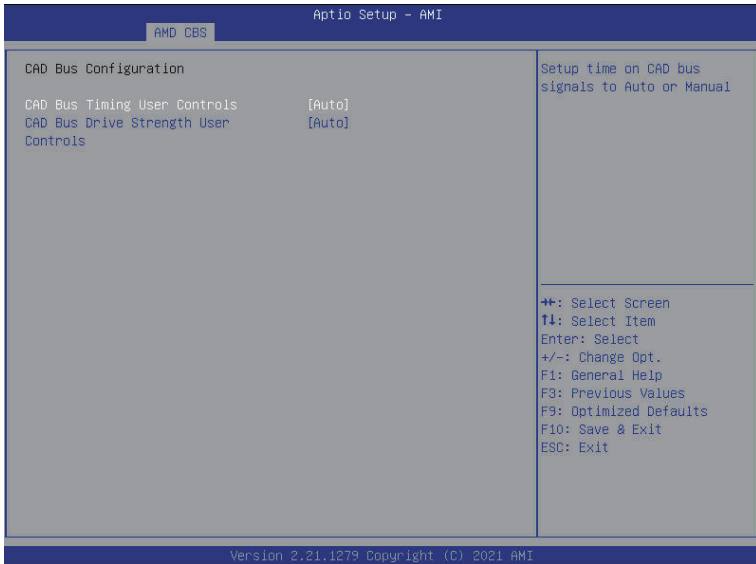 Aptio Setup – AMI
AMD CBS
CAD Bus Configuration
CAD Bus Timing User Controls [Auto]
CAD Bus Drive Strength User [Auto]
Controls
Setup time on CAD bus
signals to Auto or Manual
→←: Select Screen
↑↓: Select Item
Enter: Select
+/-: Change Opt.
F1: General Help
F3: Previous Values
F9: Optimized Defaults
F10: Save & Exit
ESC: Exit
Version 2.21.1279 Copyright (C) 2021 AMI